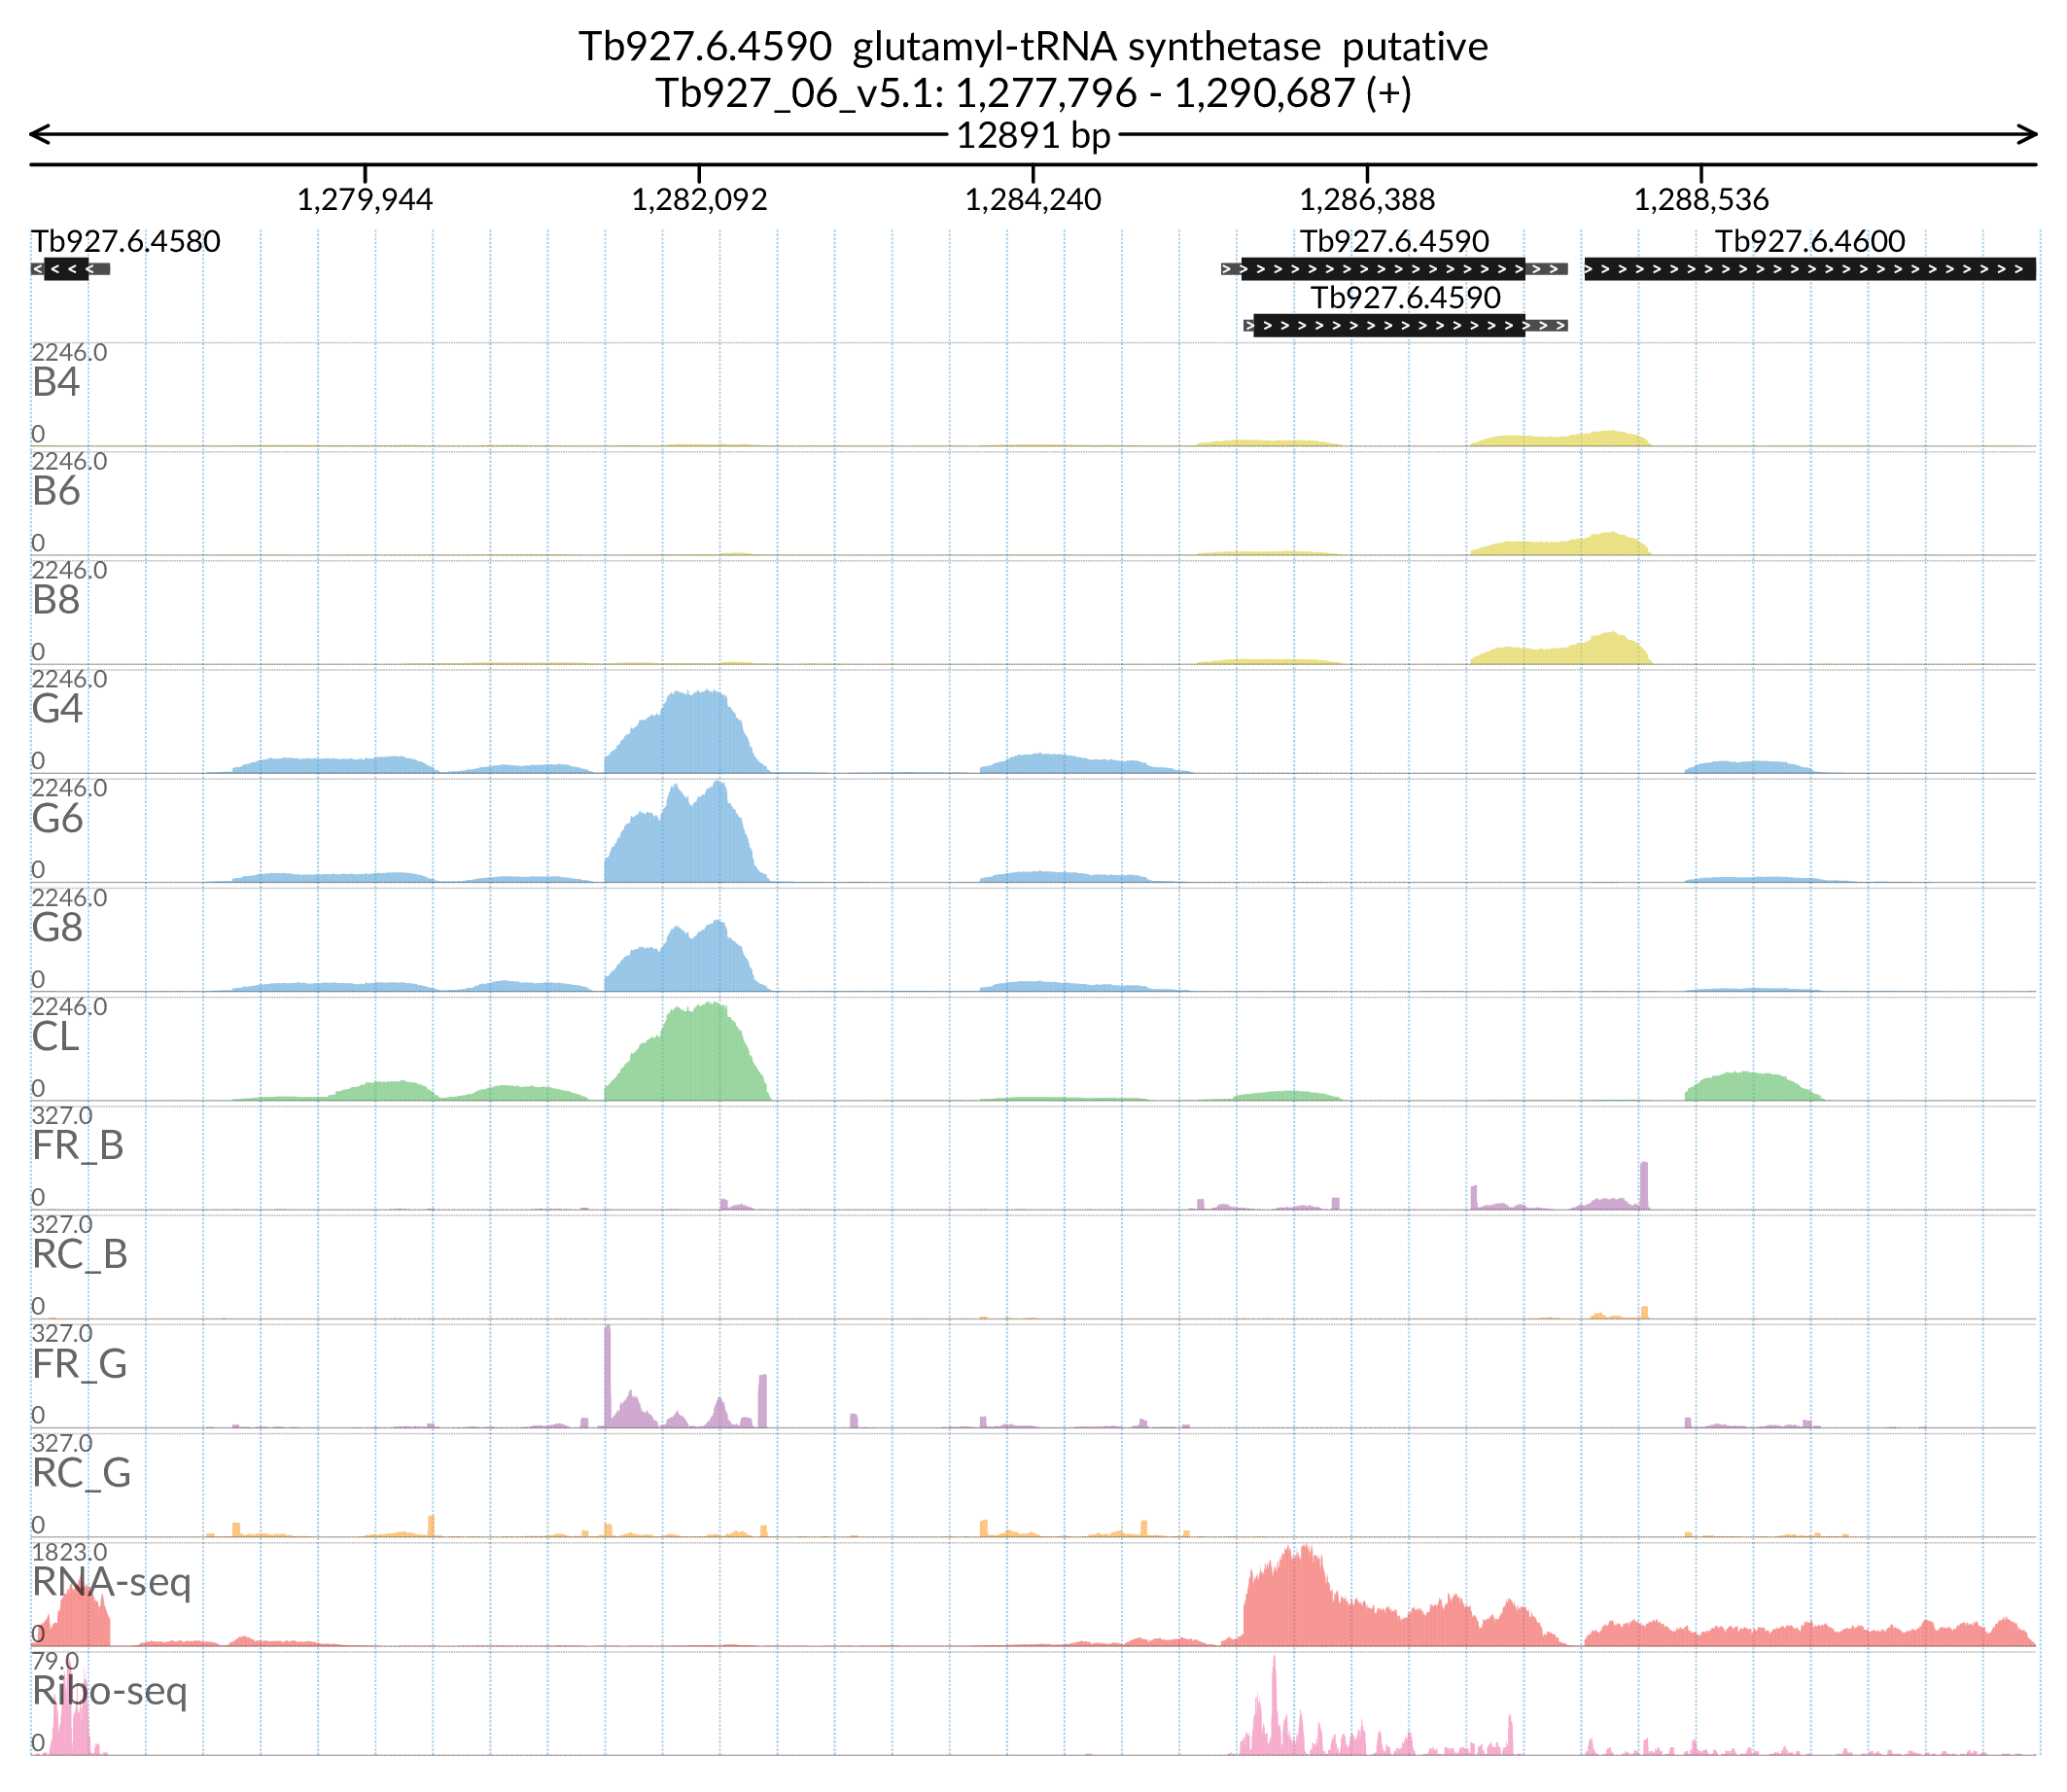 Tb927.6.4590 glutamyl-tRNA synthetase putative
Tb927_06_v5.1: 1,277,796 - 1,290,687 (+)
12891 bp
1,279,944 1,282,092 1,284,240 1,286,388 1,288,536
Tb927.6.4580 Tb927.6.4590 Tb927.6.4600
Tb927.6.4590
2246.0
B4
0
2246.0
B6
0
2246.0
B8
0
2246.0
G4
0
2246.0
G6
0
2246.0
G8
0
2246.0
CL
0
327.0
FR_B
0
327.0
RC_B
0
327.0
FR_G
0
327.0
RC_G
0
1823.0
RNA-seq
0
79.0
Ribo-seq
0